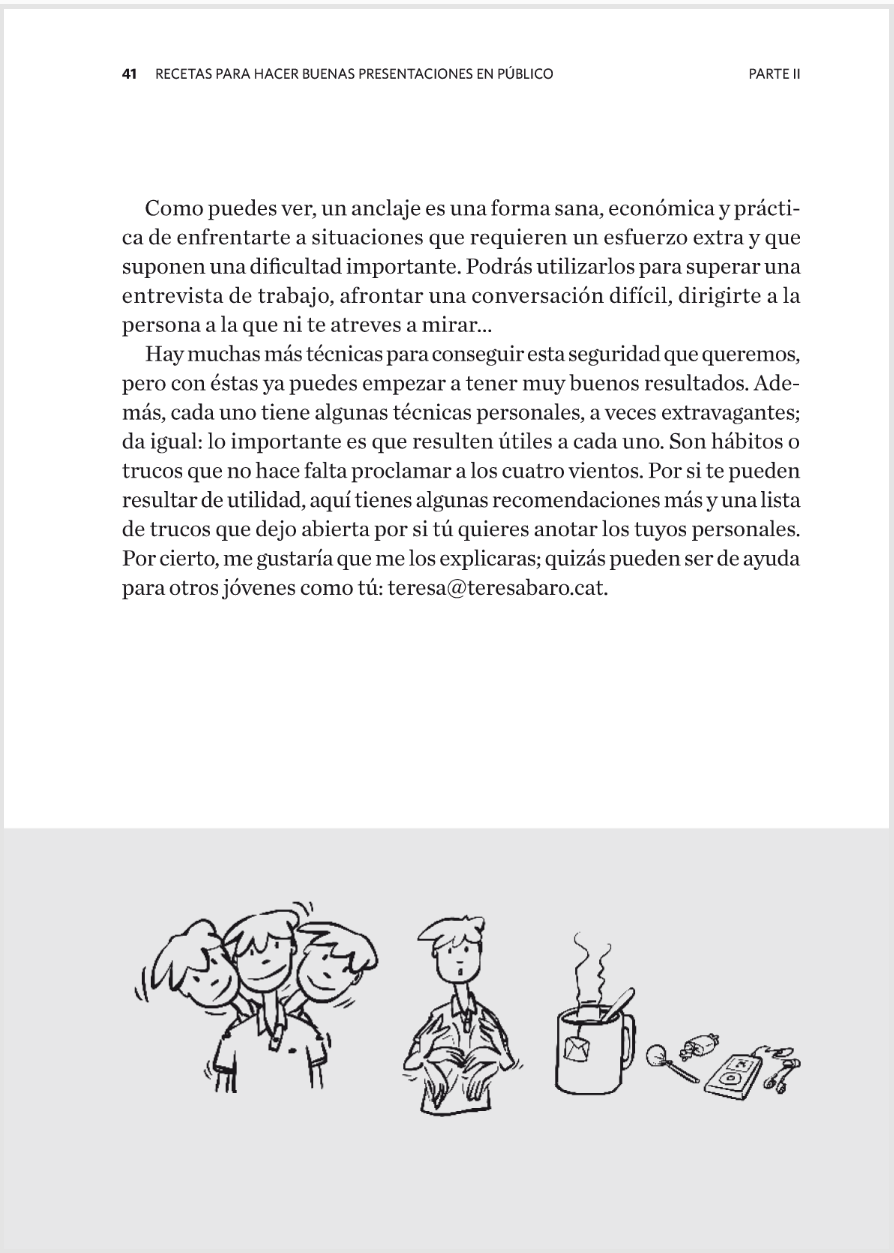 41 RECETAS PARA HACER BUENAS PRESENTACIONES EN PÚBLICO PARTE II
Como puedes ver, un anclaje es una forma sana, económica y prácti-
ca de enfrentarte a situaciones que requieren un esfuerzo extra y que
suponen una dificultad importante. Podrás utilizarlos para superar una
entrevista de trabajo, afrontar una conversación difícil, dirigirte a la
persona a la que ni te atreves a mirar...
Hay muchas más técnicas para conseguir esta seguridad que queremos,
pero con éstas ya puedes empezar a tener muy buenos resultados. Ade-
más, cada uno tiene algunas técnicas personales, a veces extravagantes;
da igual: lo importante es que resulten útiles a cada uno. Son hábitos o
trucos que no hace falta proclamar a los cuatro vientos. Por si te pueden
resultar de utilidad, aquí tienes algunas recomendaciones más y una lista
de trucos que dejo abierta por si tú quieres anotar los tuyos personales.
Por cierto, me gustaría que me los explicaras; quizás pueden ser de ayuda
para otros jóvenes como tú: teresa@teresabaro.cat.